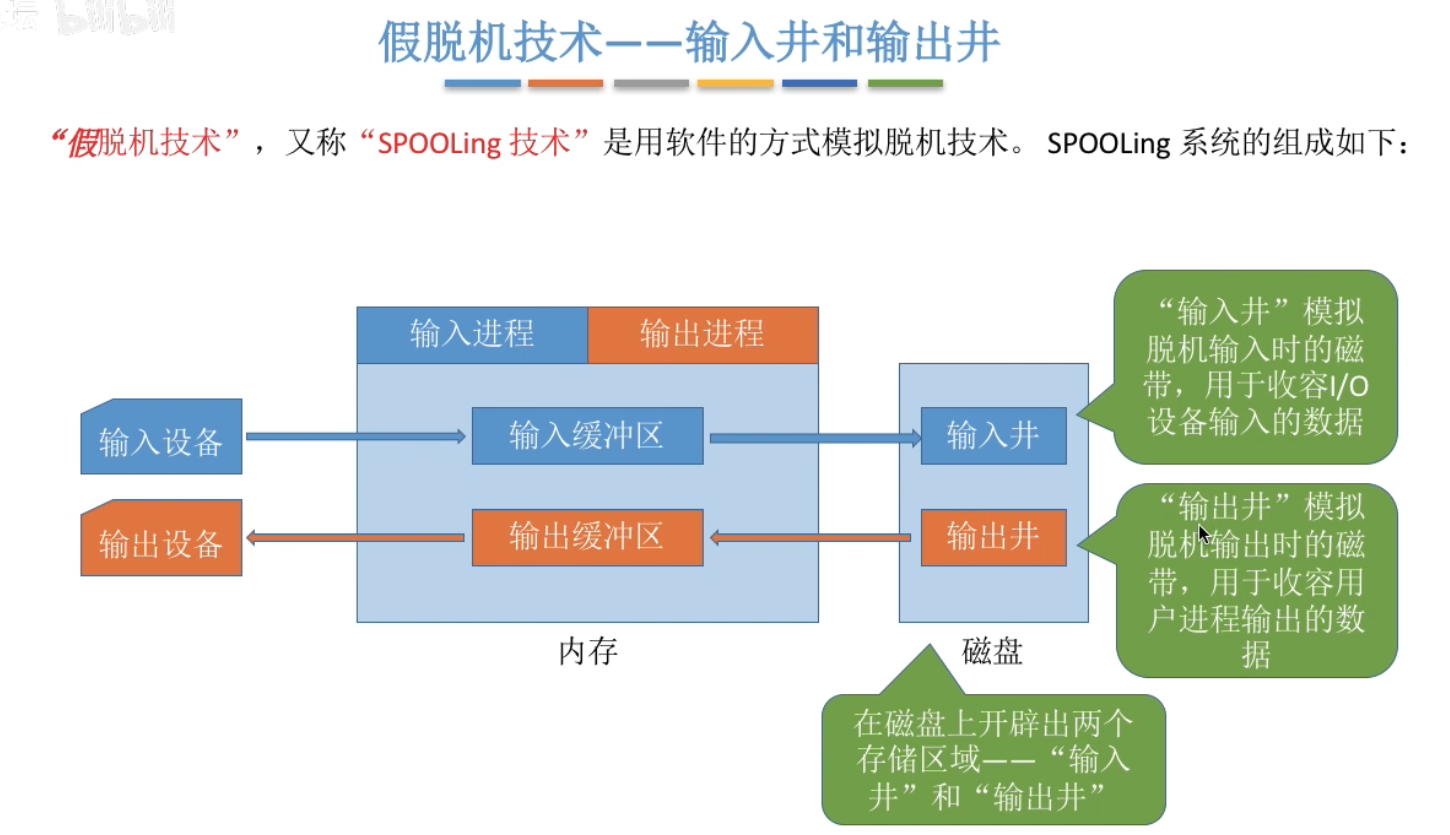 坛 bilibili
假脱机技术——输入井和输出井
“假脱机技术”，又称“SPOOLing 技术”是用软件的方式模拟脱机技术。 SPOOLing 系统的组成如下：
输入进程
输出进程
输入设备
输入缓冲区
输入井
输出设备
输出缓冲区
输出井
内存
磁盘
“输入井”模拟
脱机输入时的磁
带，用于收容I/O
设备输入的数据
“输出井”模拟
脱机输出时的磁
带，用于收容用
户进程输出的数
据
在磁盘上开辟出两个
存储区域——“输入
井”和“输出井”